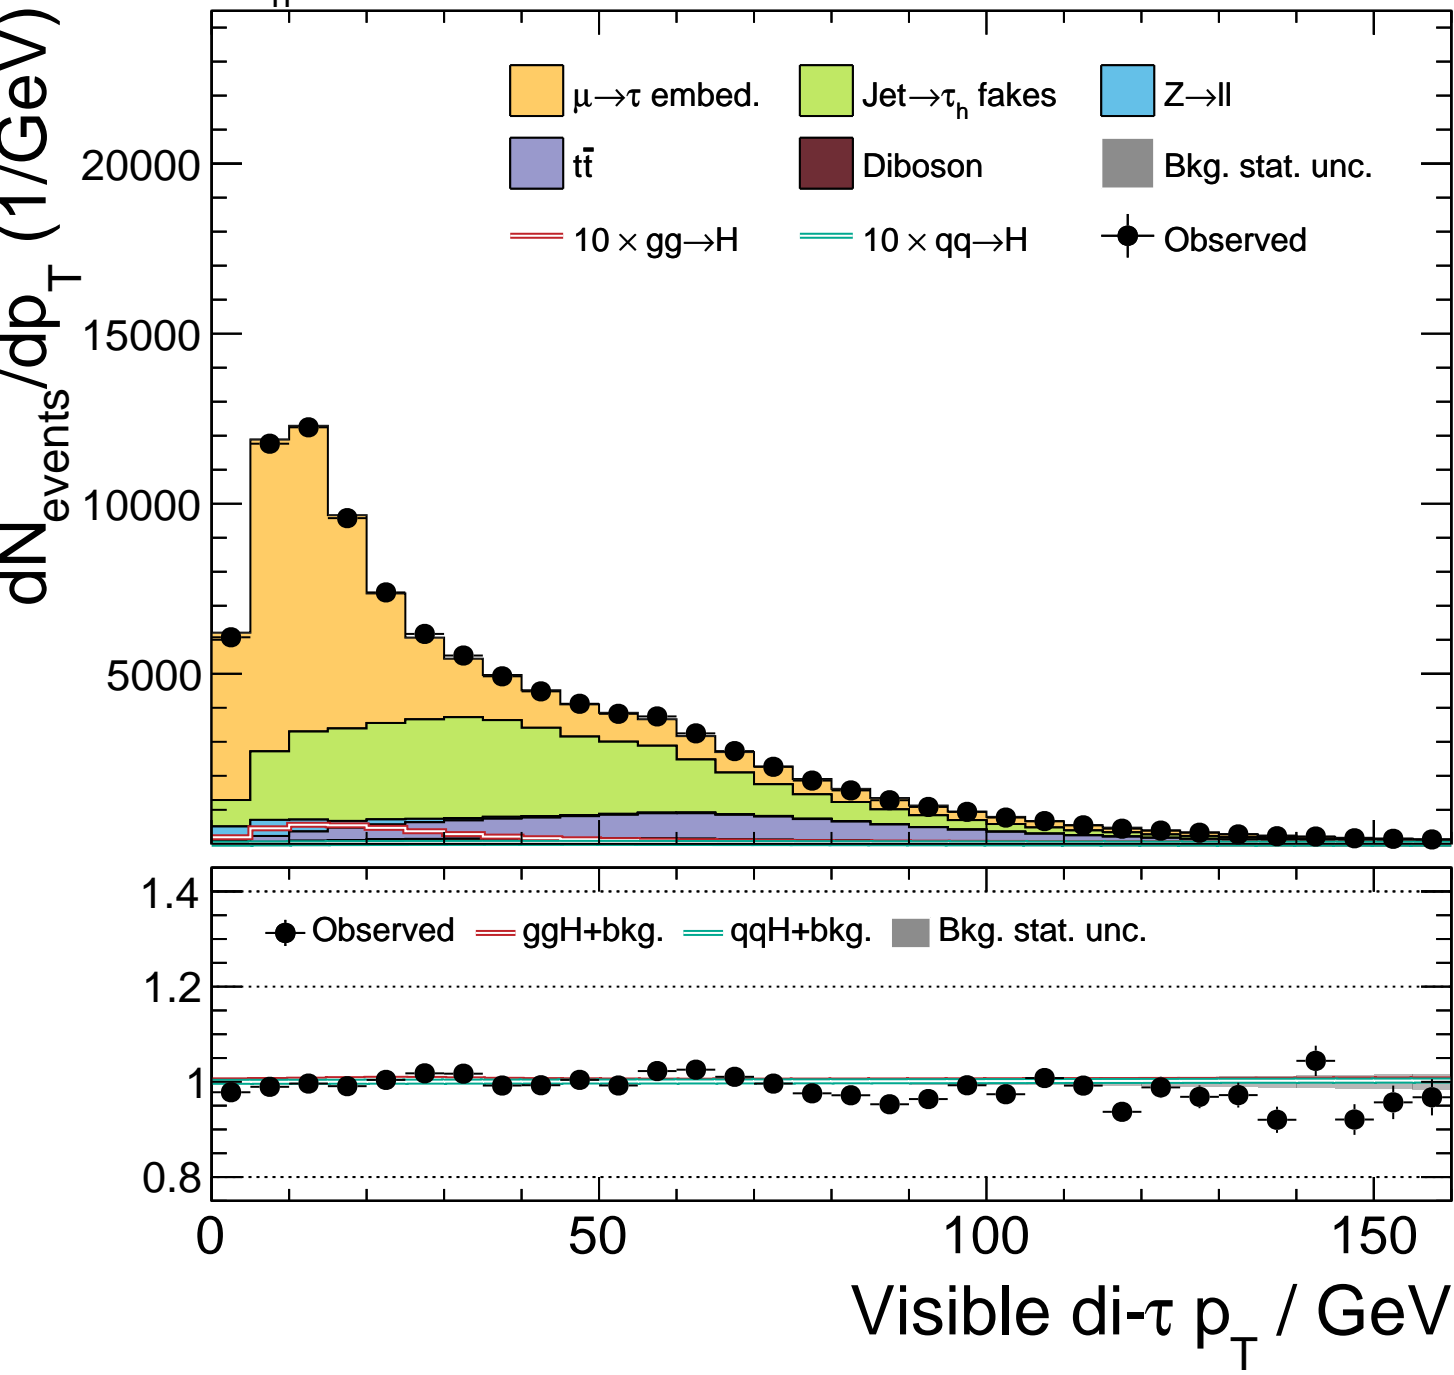 h
dN_events/dp_T (1/GeV)
μ→τ embed.
Jet→τ_h fakes
Z→ll
tt̄
Diboson
Bkg. stat. unc.
10 × gg→H
10 × qq→H
Observed
20000
15000
10000
5000
1.4
Observed
ggH+bkg.
qqH+bkg.
Bkg. stat. unc.
1.2
1
0.8
0
50
100
150
Visible di-τ p_T / GeV